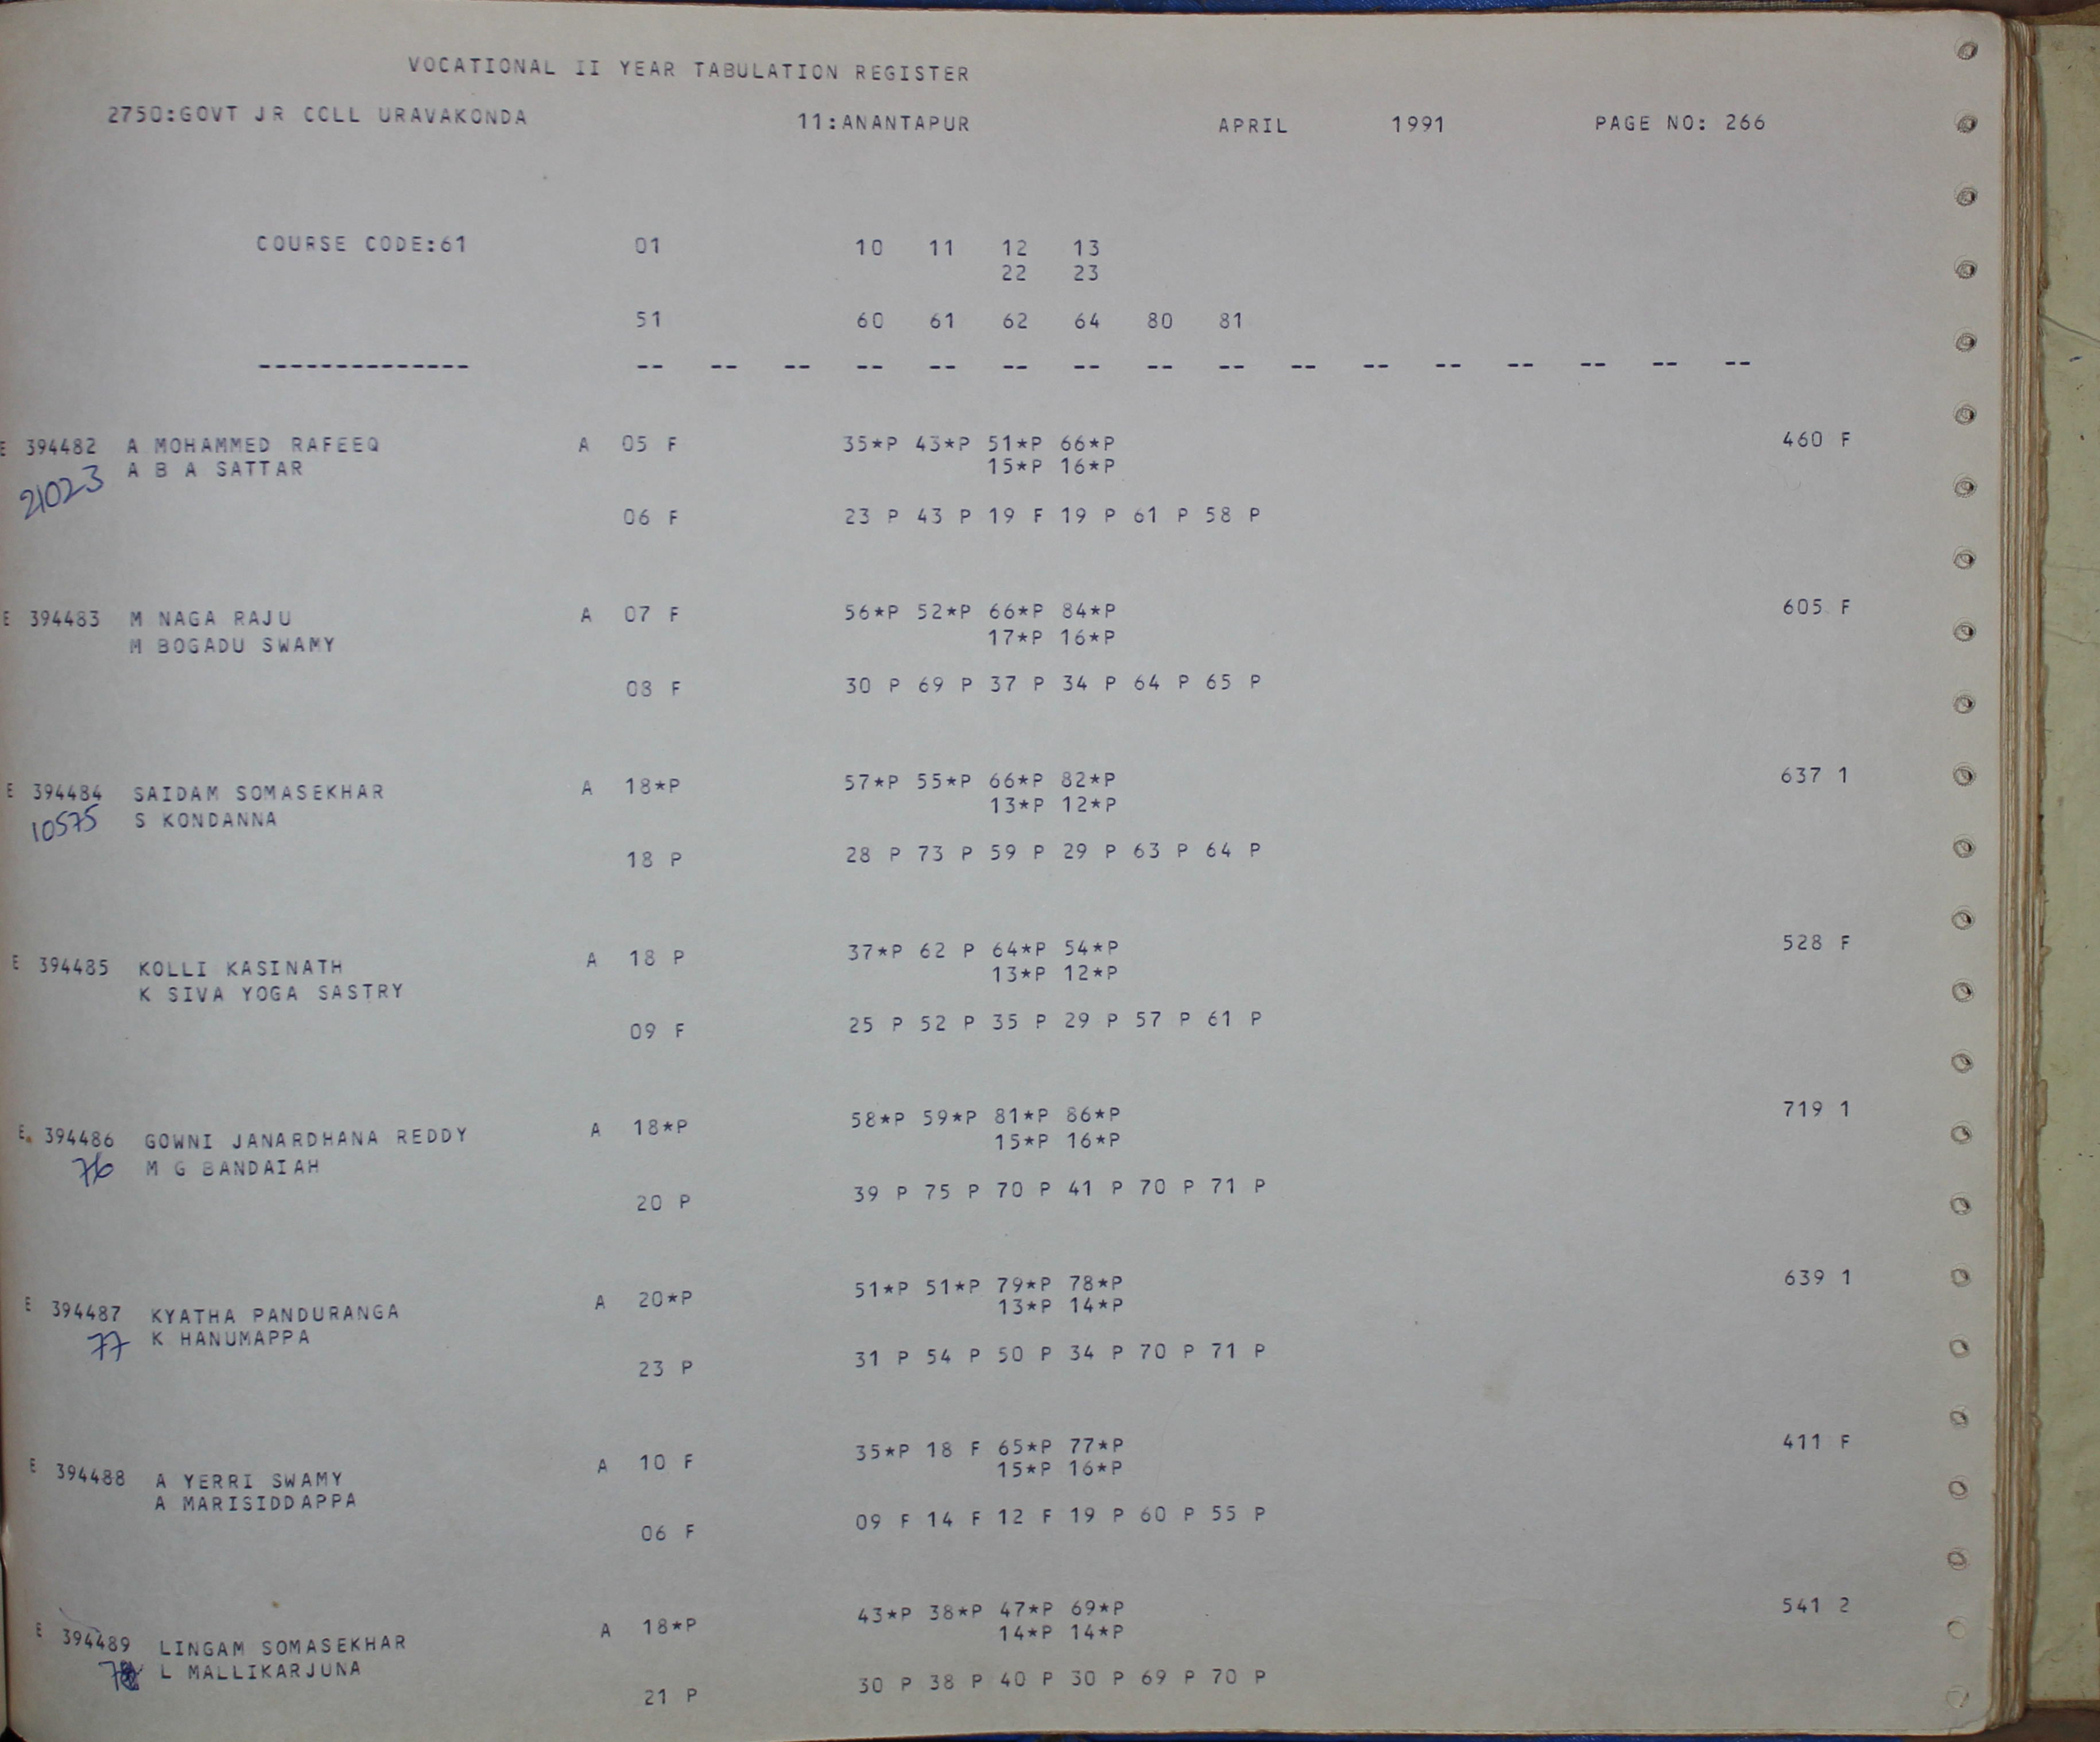 VOCATIONAL II YEAR TABULATION REGISTER
2750:GOVT JR COLL URAVAKONDA 11:ANANTAPUR APRIL 1991 PAGE NO: 266
COURSE CODE:61 01 10 11 12 13
22 23
51 60 61 62 64 80 81
-------------- -- -- -- -- -- -- -- -- -- -- -- -- -- -- -- --
E 394482 A MOHAMMED RAFEEQ A 05 F 35*P 43*P 51*P 66*P 460 F
21023 A B A SATTAR 15*P 16*P
06 F 23 P 43 P 19 F 19 P 61 P 58 P
E 394483 M NAGA RAJU A 07 F 56*P 52*P 66*P 84*P 605 F
M BOGADU SWAMY 17*P 16*P
08 F 30 P 69 P 37 P 34 P 64 P 65 P
E 394484 SAIDAM SOMASEKHAR A 18*P 57*P 55*P 66*P 82*P 637 1
10575 S KONDANNA 13*P 12*P
18 P 28 P 73 P 59 P 29 P 63 P 64 P
E 394485 KOLLI KASINATH A 18 P 37*P 62 P 64*P 54*P 528 F
K SIVA YOGA SASTRY 13*P 12*P
09 F 25 P 52 P 35 P 29 P 57 P 61 P
E 394486 GOWNI JANARDHANA REDDY A 18*P 58*P 59*P 81*P 86*P 719 1
76 M G BANDAIAH 15*P 16*P
20 P 39 P 75 P 70 P 41 P 70 P 71 P
E 394487 KYATHA PANDURANGA A 20*P 51*P 51*P 79*P 78*P 639 1
77 K HANUMAPPA 13*P 14*P
23 P 31 P 54 P 50 P 34 P 70 P 71 P
E 394488 A YERRI SWAMY A 10 F 35*P 18 F 65*P 77*P 411 F
A MARISIDDAPPA 15*P 16*P
06 F 09 F 14 F 12 F 19 P 60 P 55 P
E 394489 LINGAM SOMASEKHAR A 18*P 43*P 38*P 47*P 69*P 541 2
L MALLIKARJUNA 14*P 14*P
21 P 30 P 38 P 40 P 30 P 69 P 70 P